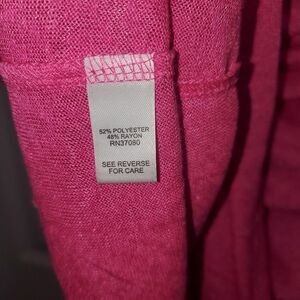 52% POLYESTER
48% RAYON
RN37080
SEE REVERSE
FOR CARE